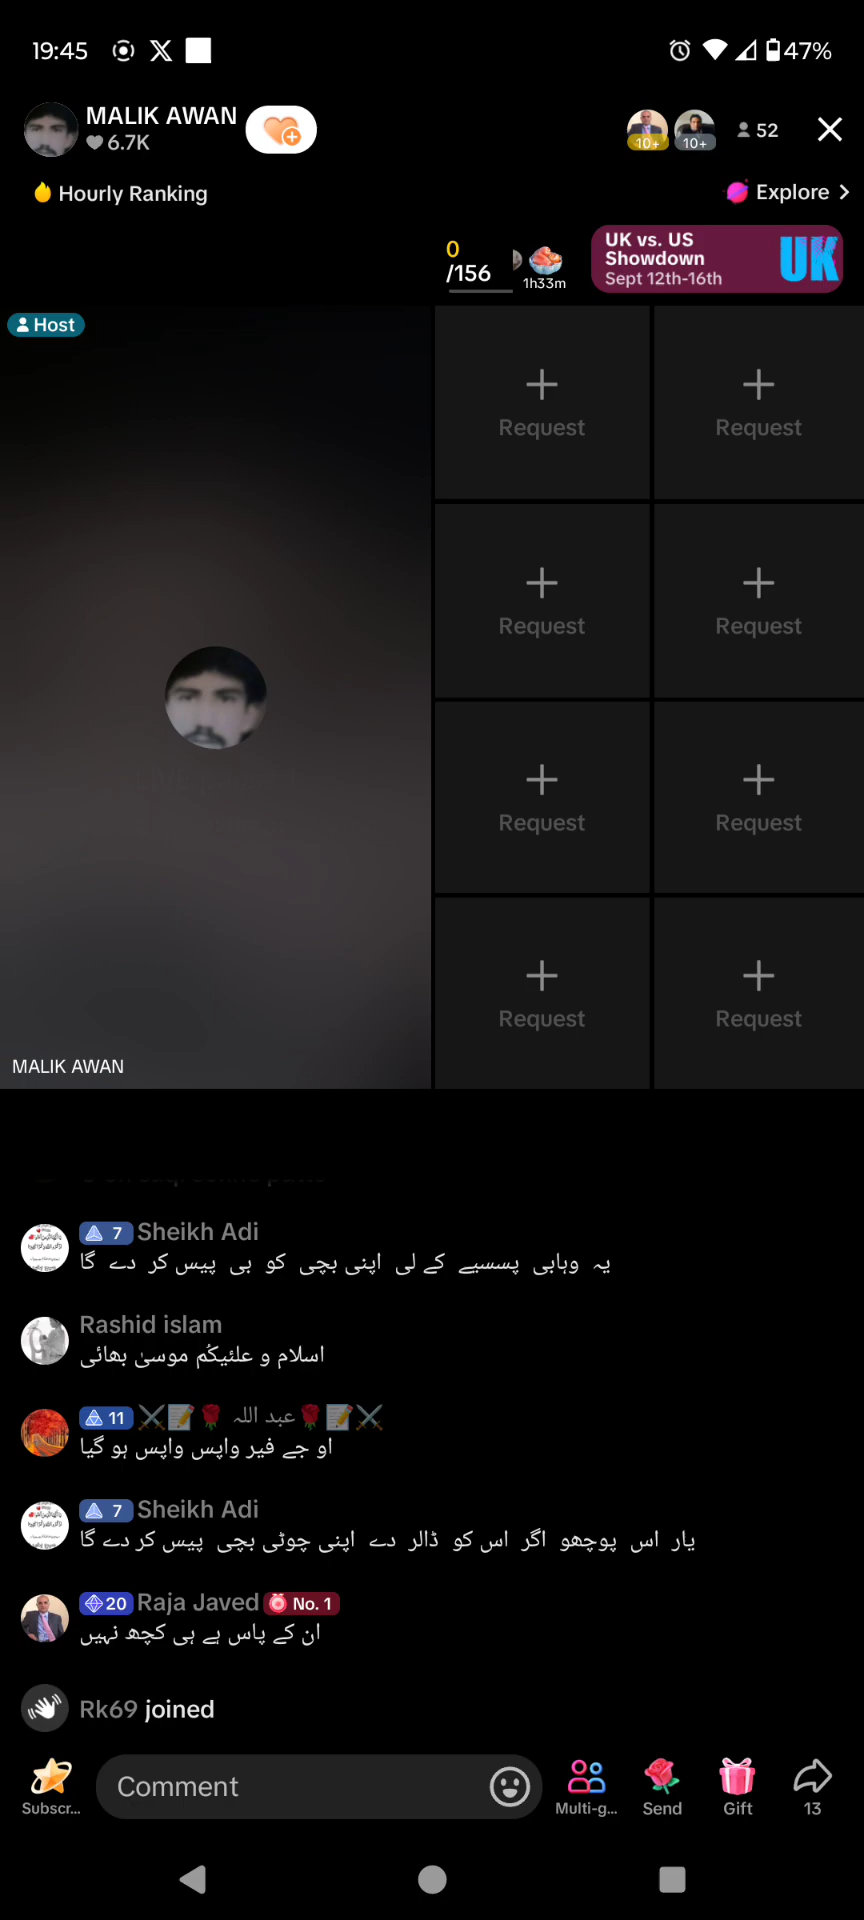 19:45
47%
MALIK AWAN
6.7K
10+
10+
52
Hourly Ranking
Explore
0
/156
1h33m
UK vs. US
Showdown
Sept 12th-16th
UK
Host
Request
Request
Request
Request
Request
Request
Request
Request
MALIK AWAN
7 Sheikh Adi
یہ وہابی پسسیے کے لی اپنی بچی کو بی پیس کر دے گا
Rashid islam
اسلام و علئیکُم موسیٰ بھائی
11 ⚔📝🌹عبد اللہ🌹📝⚔
او جے فیر واپس واپس ہو گیا
7 Sheikh Adi
یار اس پوچھو اگر اس کو ڈالر دے اپنی چوٹی بچی پیس کر دے گا
20 Raja Javed No. 1
ان کے پاس ہے ہی کچھ نہیں
Rk69 joined
Subscr...
Comment
Multi-g...
Send
Gift
13